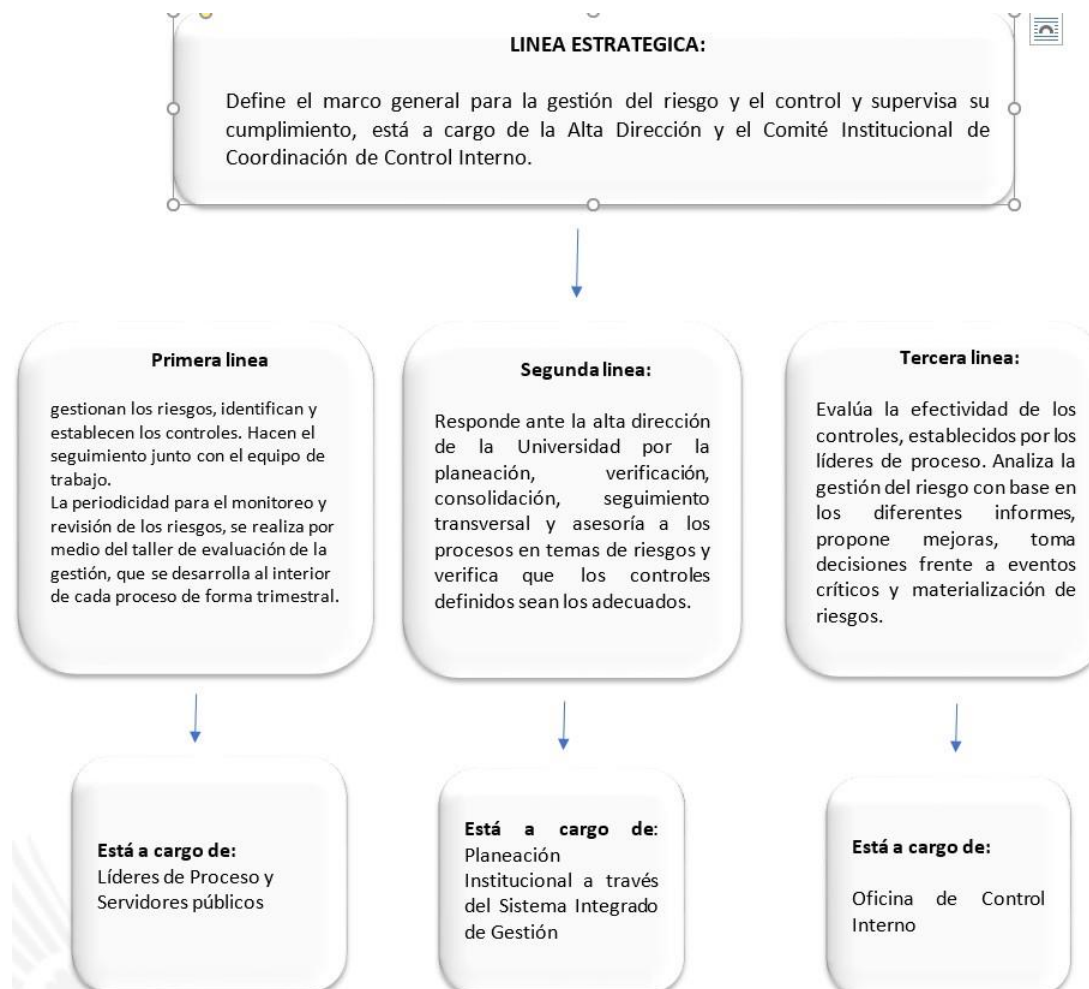 LINEA ESTRATEGICA:
Define el marco general para la gestión del riesgo y el control y supervisa su
cumplimiento, está a cargo de la Alta Dirección y el Comité Institucional de
Coordinación de Control Interno.
Primera linea
gestionan los riesgos, identifican y
establecen los controles. Hacen el
seguimiento junto con el equipo de
trabajo.
La periodicidad para el monitoreo y
revisión de los riesgos, se realiza por
medio del taller de evaluación de la
gestión, que se desarrolla al interior
de cada proceso de forma trimestral.
Segunda linea:
Responde ante la alta dirección
de la Universidad por la
planeación, verificación,
consolidación, seguimiento
transversal y asesoría a los
procesos en temas de riesgos y
verifica que los controles
definidos sean los adecuados.
Tercera linea:
Evalúa la efectividad de los
controles, establecidos por los
líderes de proceso. Analiza la
gestión del riesgo con base en
los diferentes informes,
propone mejoras, toma
decisiones frente a eventos
críticos y materialización de
riesgos.
Está a cargo de:
Líderes de Proceso y
Servidores públicos
Está a cargo de:
Planeación
Institucional a través
del Sistema Integrado
de Gestión
Está a cargo de:
Oficina de Control
Interno